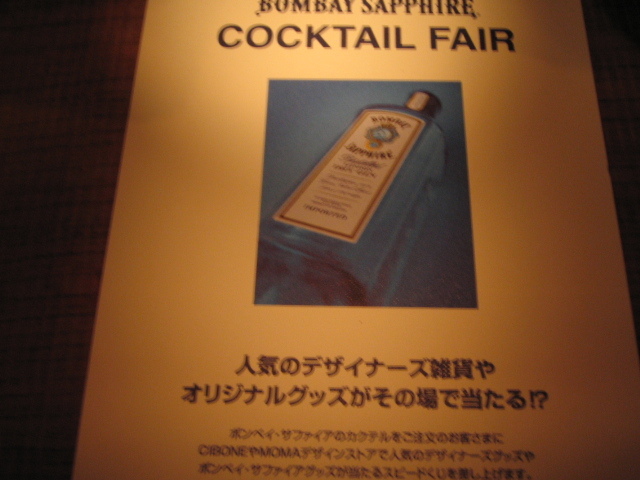 BOMBAY SAPPHIRE
COCKTAIL FAIR
BOMBAY
SAPPHIRE
DRY GIN
IMPORTED
人気のデザイナーズ雑貨や
オリジナルグッズがその場で当たる!?
ボンベイ・サファイアのカクテルをご注文のお客さまに
CIBONEやMOMAデザインストアで人気のデザイナーズグッズや
ボンベイ・サファイアグッズが当たるスピードくじを差し上げます。